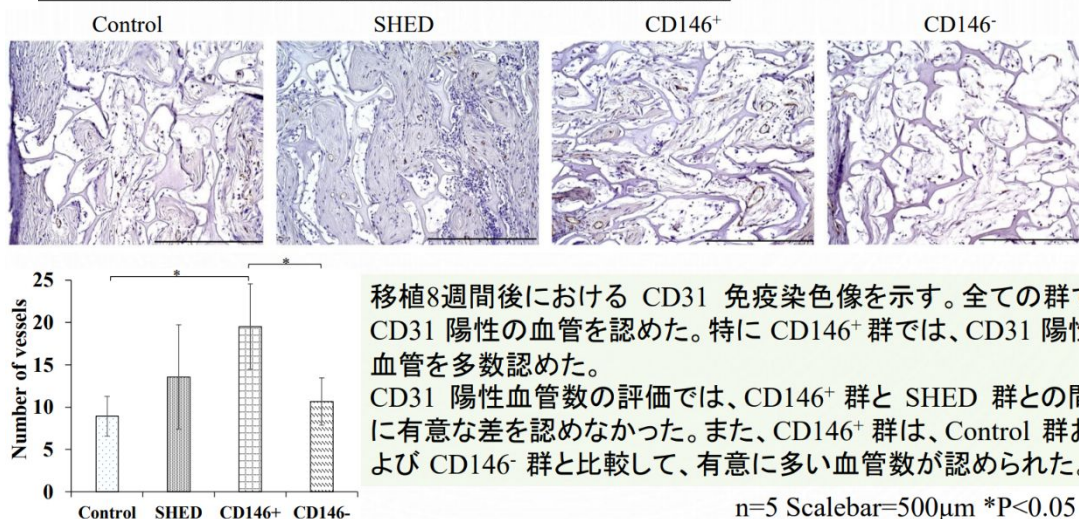 Control SHED CD146⁺ CD146⁻
* *
Number of vessels
25
20
15
10
5
0
Control SHED CD146+ CD146-
移植8週間後における CD31 免疫染色像を示す。全ての群で
CD31 陽性の血管を認めた。特に CD146⁺ 群では、CD31 陽性
血管を多数認めた。
CD31 陽性血管数の評価では、CD146⁺ 群と SHED 群との間
に有意な差を認めなかった。また、CD146⁺ 群は、Control 群お
よび CD146⁻ 群と比較して、有意に多い血管数が認められた。
n=5 Scalebar=500μm *P<0.05